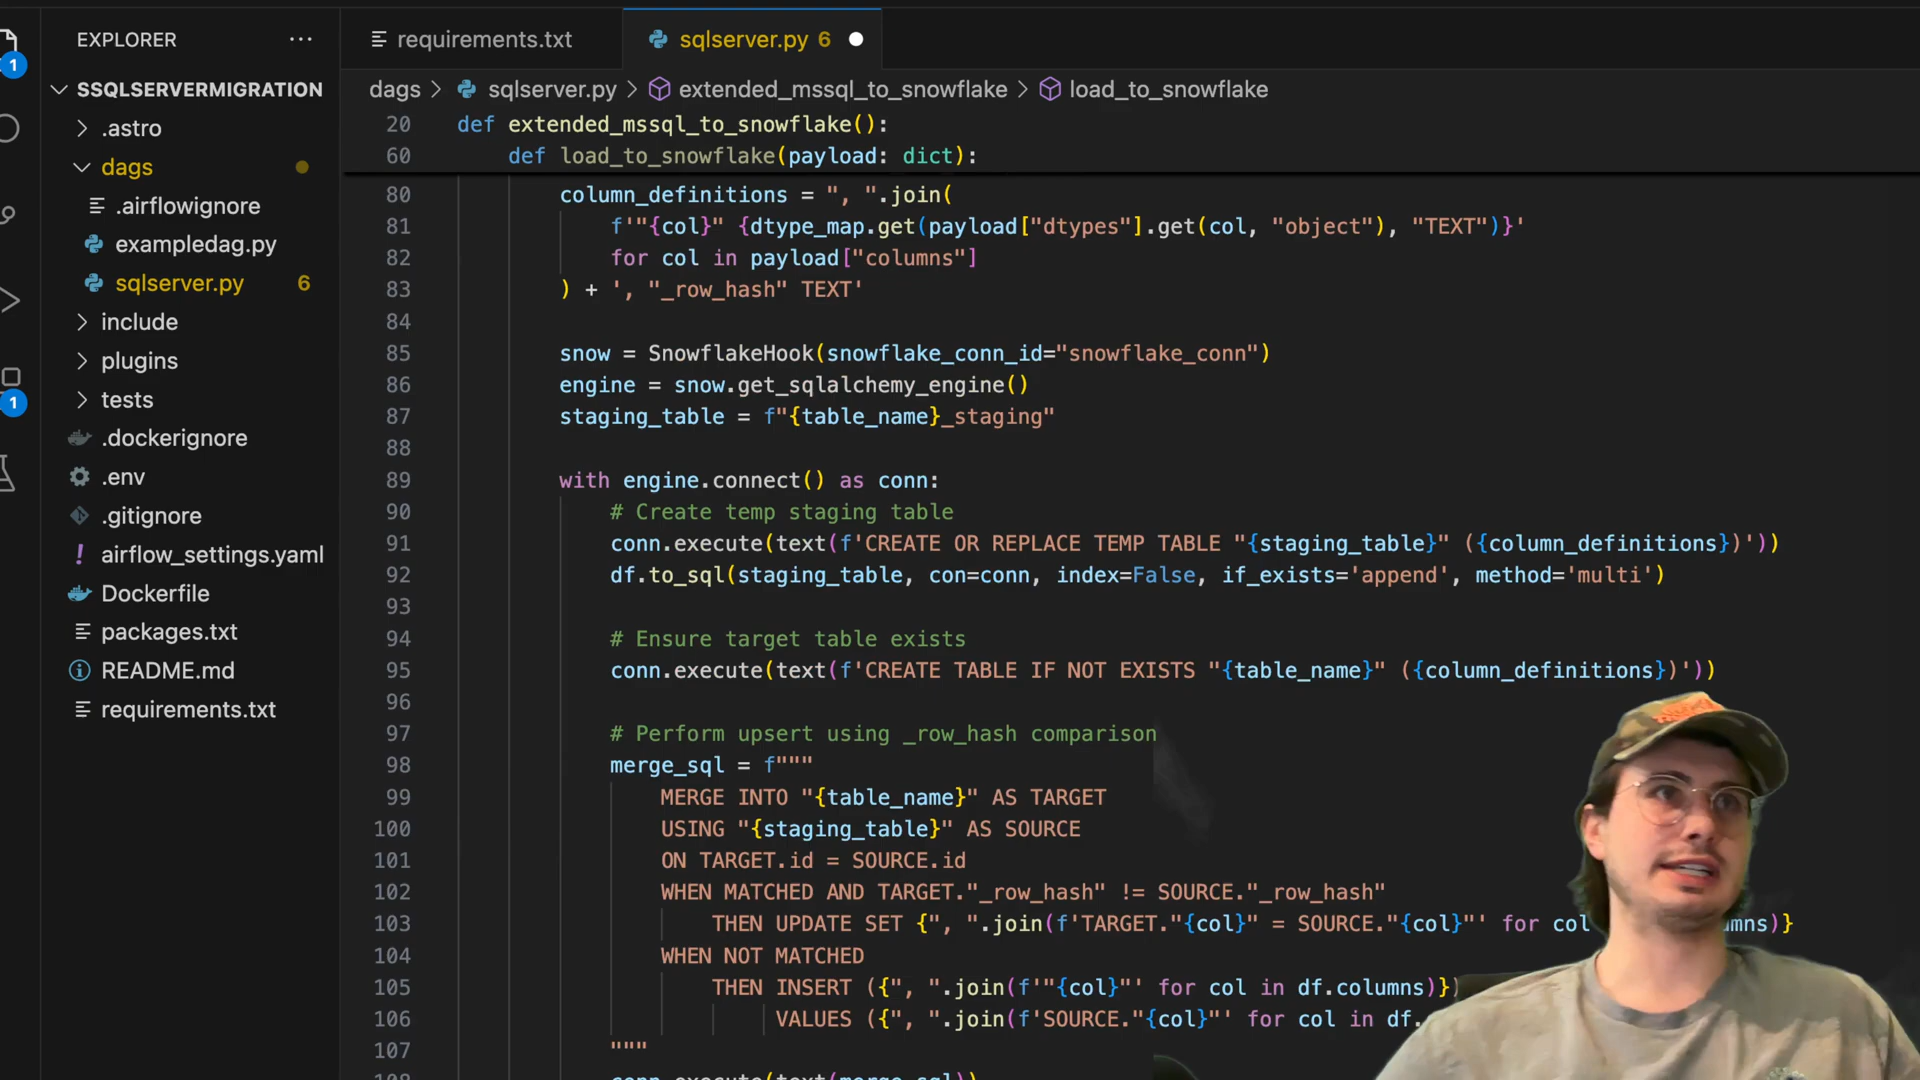 EXPLORER
requirements.txt
sqlserver.py 6
SSQLSERVERMIGRATION
.astro
dags
.airflowignore
exampledag.py
sqlserver.py 6
include
plugins
tests
.dockerignore
.env
.gitignore
airflow_settings.yaml
Dockerfile
packages.txt
README.md
requirements.txt
1
1
dags > sqlserver.py > extended_mssql_to_snowflake > load_to_snowflake
20 def extended_mssql_to_snowflake():
60 def load_to_snowflake(payload: dict):
80 column_definitions = ", ".join(
81 f'"{col}" {dtype_map.get(payload["dtypes"].get(col, "object"), "TEXT")}'
82 for col in payload["columns"]
83 ) + ', "_row_hash" TEXT'
84
85 snow = SnowflakeHook(snowflake_conn_id="snowflake_conn")
86 engine = snow.get_sqlalchemy_engine()
87 staging_table = f"{table_name}_staging"
88
89 with engine.connect() as conn:
90 # Create temp staging table
91 conn.execute(text(f'CREATE OR REPLACE TEMP TABLE "{staging_table}" ({column_definitions})'))
92 df.to_sql(staging_table, con=conn, index=False, if_exists='append', method='multi')
93
94 # Ensure target table exists
95 conn.execute(text(f'CREATE TABLE IF NOT EXISTS "{table_name}" ({column_definitions})'))
96
97 # Perform upsert using _row_hash comparison
98 merge_sql = f"""
99 MERGE INTO "{table_name}" AS TARGET
100 USING "{staging_table}" AS SOURCE
101 ON TARGET.id = SOURCE.id
102 WHEN MATCHED AND TARGET."_row_hash" != SOURCE."_row_hash"
103 THEN UPDATE SET {", ".join(f'TARGET."{col}" = SOURCE."{col}"' for col
104 WHEN NOT MATCHED
105 THEN INSERT ({", ".join(f'"{col}"' for col in df.columns)})
106 VALUES ({", ".join(f'SOURCE."{col}"' for col in df.
107 """
108 conn.execute(text(merge_sql))